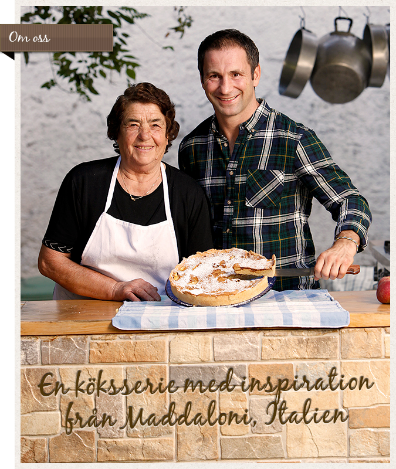 Om oss
En köksserie med inspiration
från Maddaloni, Italien